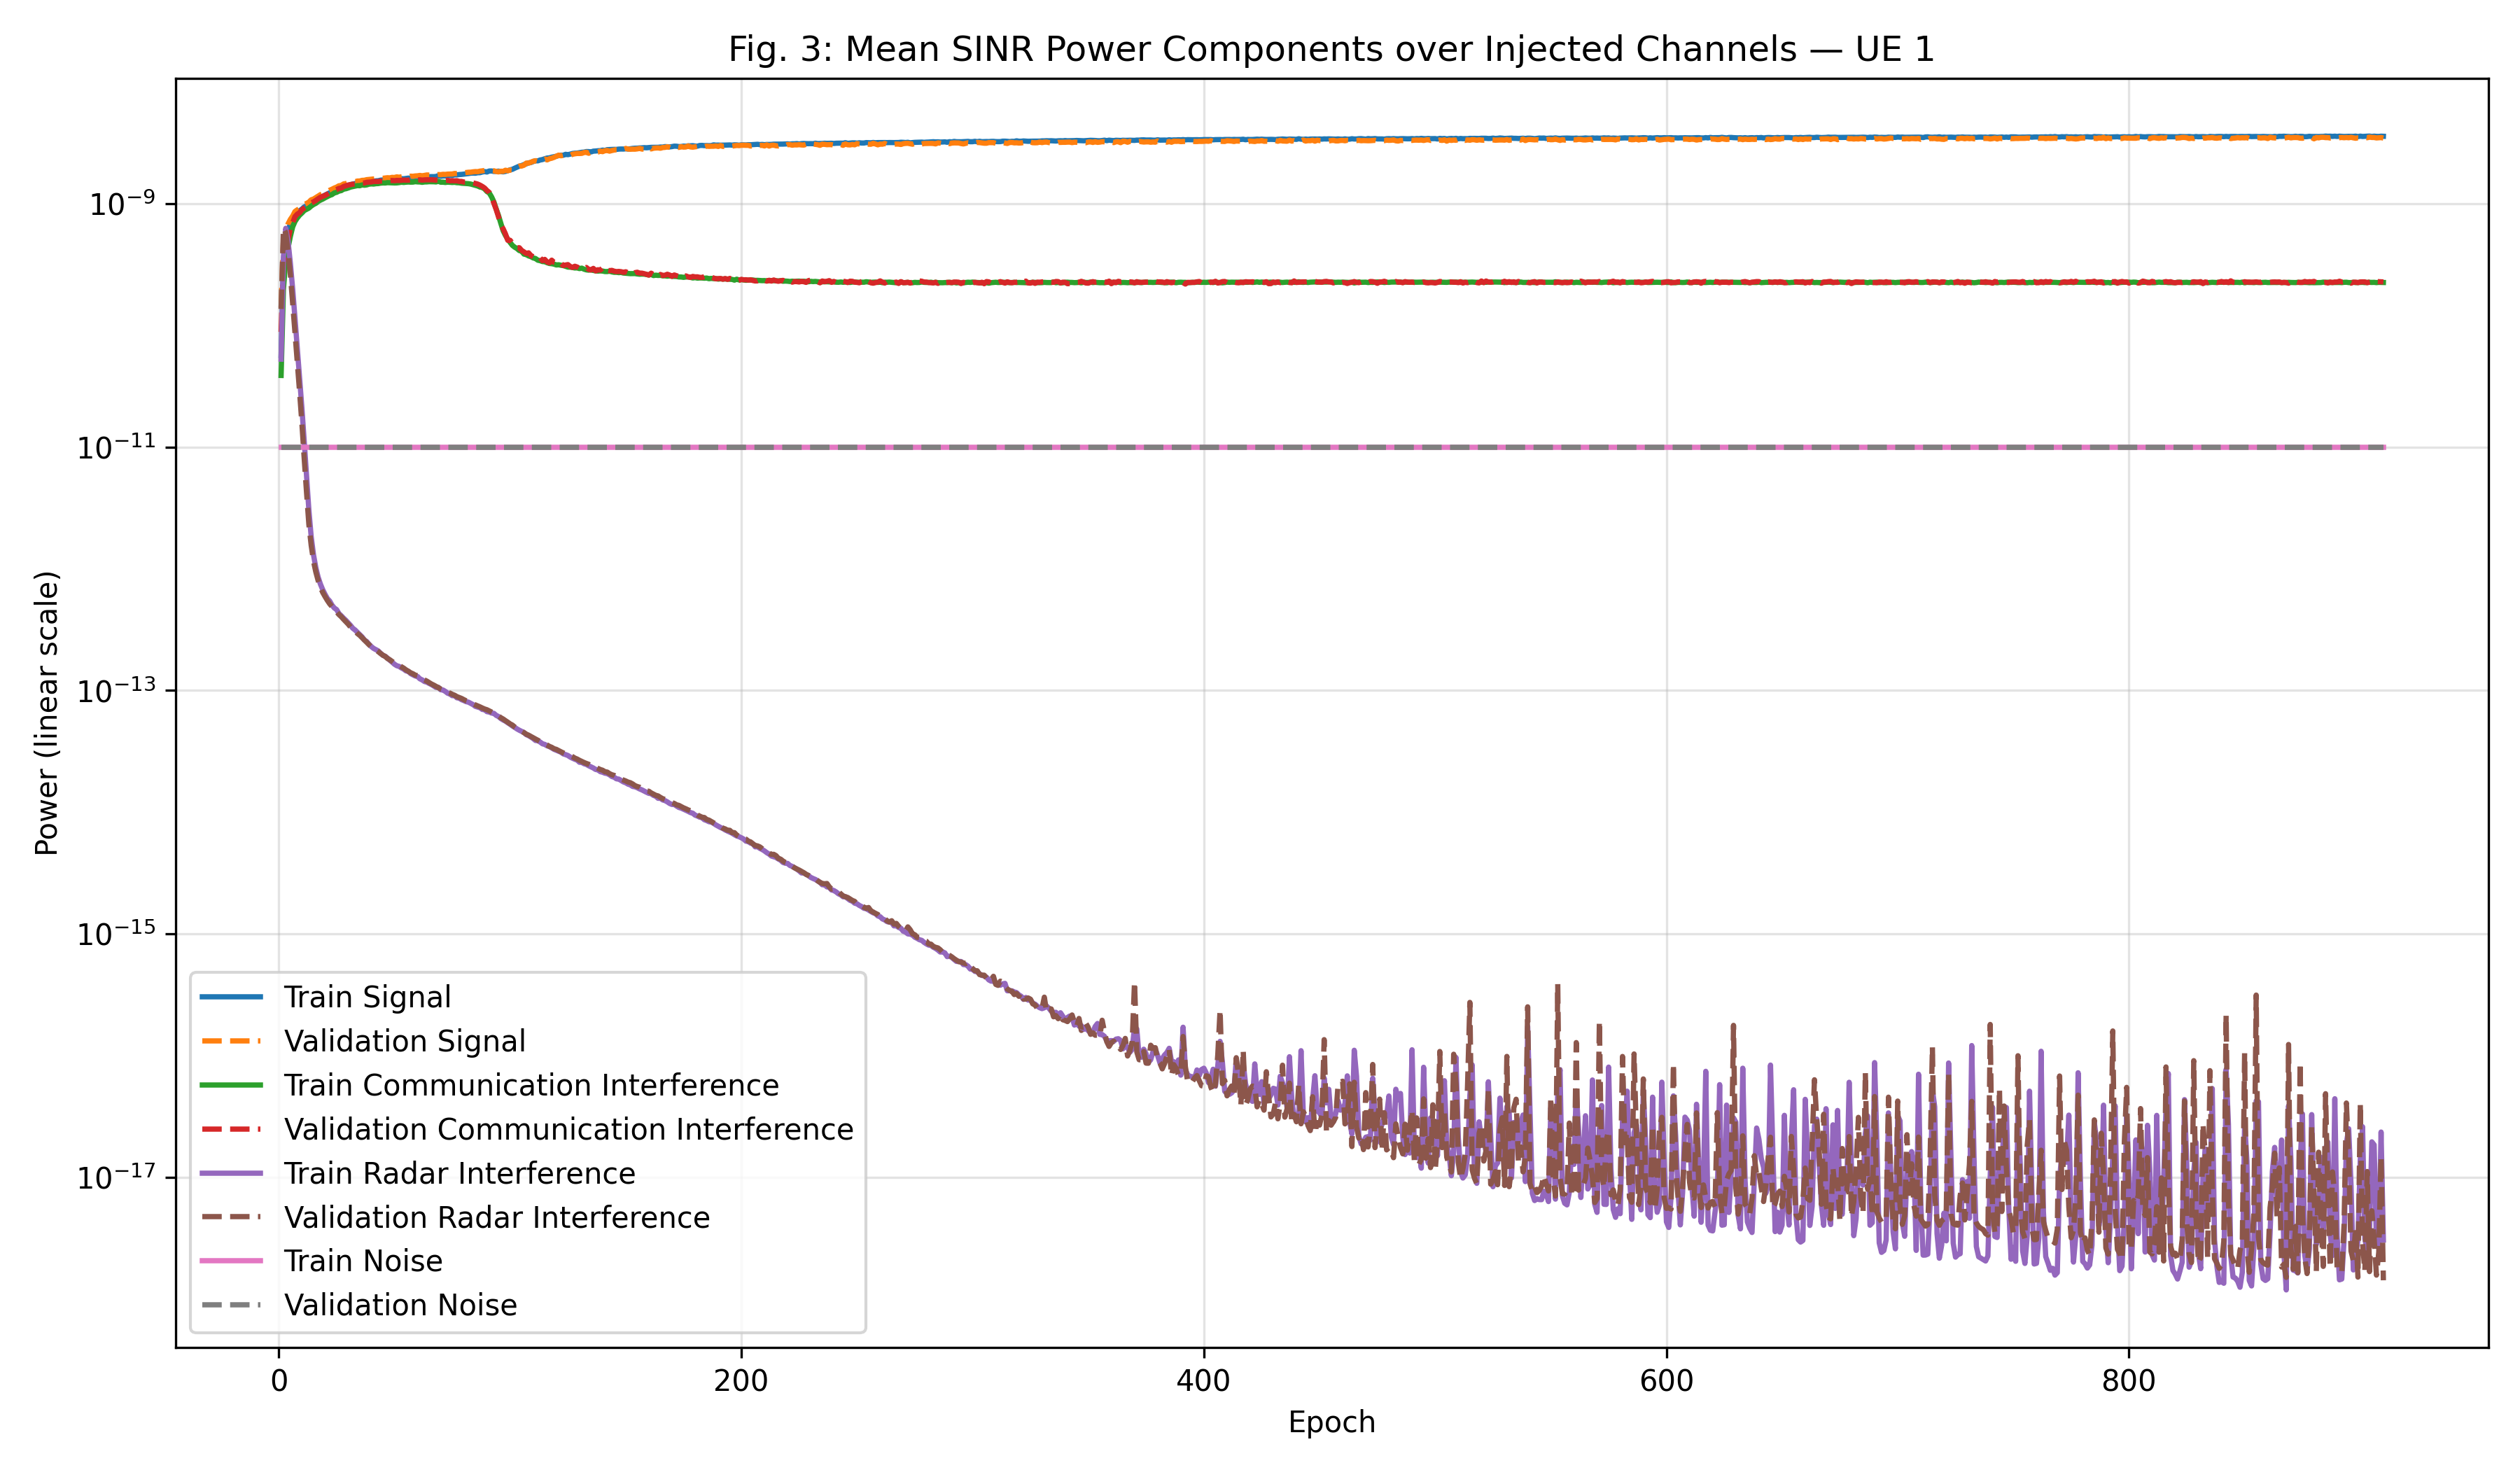 Fig. 3: Mean SINR Power Components over Injected Channels — UE 1
Power (linear scale)
10⁻⁹
10⁻¹¹
10⁻¹³
10⁻¹⁵
10⁻¹⁷
Train Signal
Validation Signal
Train Communication Interference
Validation Communication Interference
Train Radar Interference
Validation Radar Interference
Train Noise
Validation Noise
0 200 400 600 800
Epoch